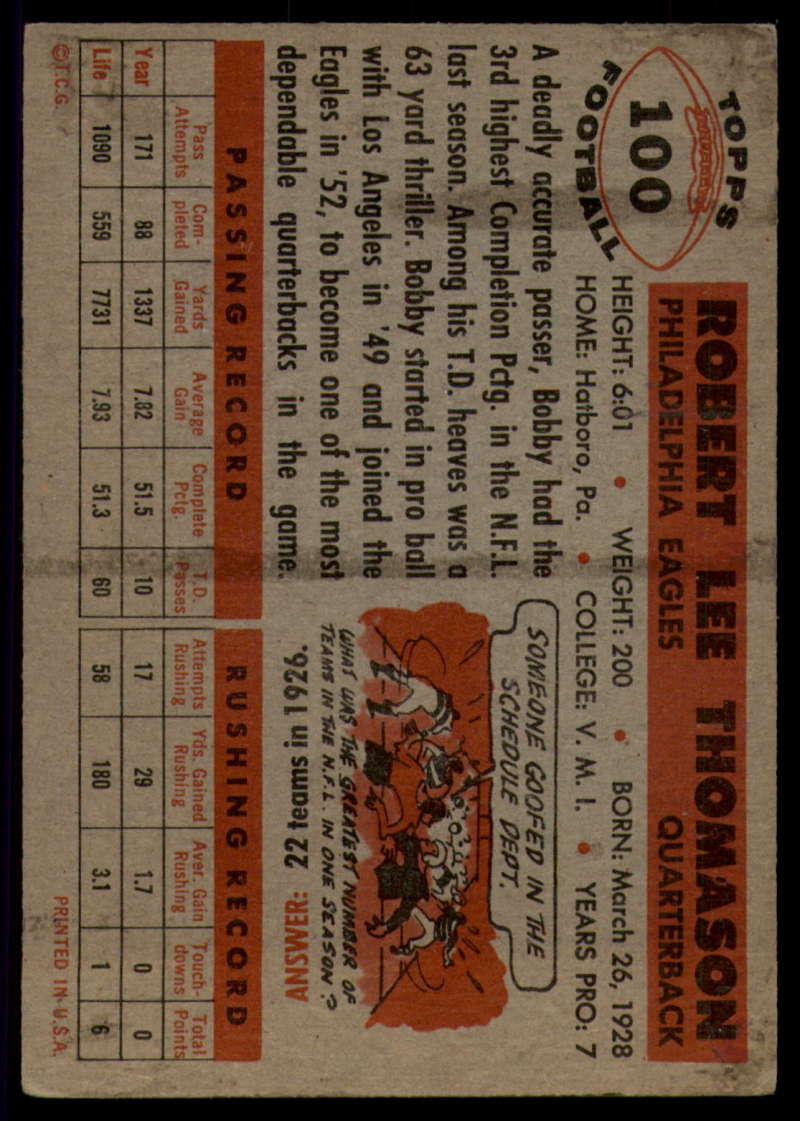 TOPPS
100
FOOTBALL
ROBERT LEE THOMASON
PHILADELPHIA EAGLES QUARTERBACK
HEIGHT: 6:01 • WEIGHT: 200 • BORN: March 26, 1928
HOME: Hatboro, Pa. • COLLEGE: V. M. I. • YEARS PRO: 7
A deadly accurate passer, Bobby had the
3rd highest Completion Pctg. in the N.F.L.
last season. Among his T.D. heaves was a
63 yard thriller. Bobby started in pro ball
with Los Angeles in '49 and joined the
Eagles in '52, to become one of the most
dependable quarterbacks in the game.
SOMEONE GOOFED IN THE
SCHEDULE DEPT.
WHAT WAS THE GREATEST NUMBER OF
TEAMS IN THE N.F.L. IN ONE SEASON?
ANSWER: 22 teams in 1926.
PASSING RECORD RUSHING RECORD
Pass Attempts Com-pleted Yards Gained Average Gain Complete Pctg. T.D. Passes Attempts Rushing Yds. Gained Rushing Aver. Gain Rushing Touch-downs Total Points
Year 171 88 1337 7.82 51.5 10 17 29 1.7 0 0
Life 1090 559 7731 7.93 51.3 60 58 180 3.1 1 6
©T.C.G. PRINTED IN U.S.A.